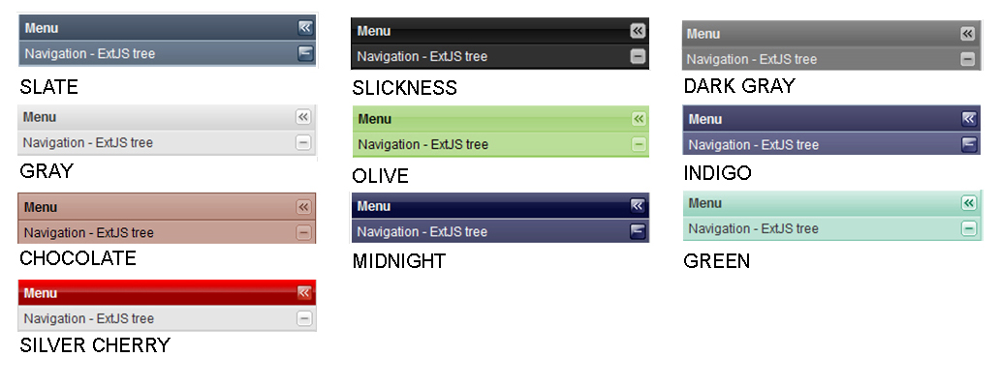 Menu
Navigation - ExtJS tree
SLATE
Menu
Navigation - ExtJS tree
SLICKNESS
Menu
Navigation - ExtJS tree
DARK GRAY
Menu
Navigation - ExtJS tree
GRAY
Menu
Navigation - ExtJS tree
OLIVE
Menu
Navigation - ExtJS tree
INDIGO
Menu
Navigation - ExtJS tree
CHOCOLATE
Menu
Navigation - ExtJS tree
MIDNIGHT
Menu
Navigation - ExtJS tree
GREEN
Menu
Navigation - ExtJS tree
SILVER CHERRY